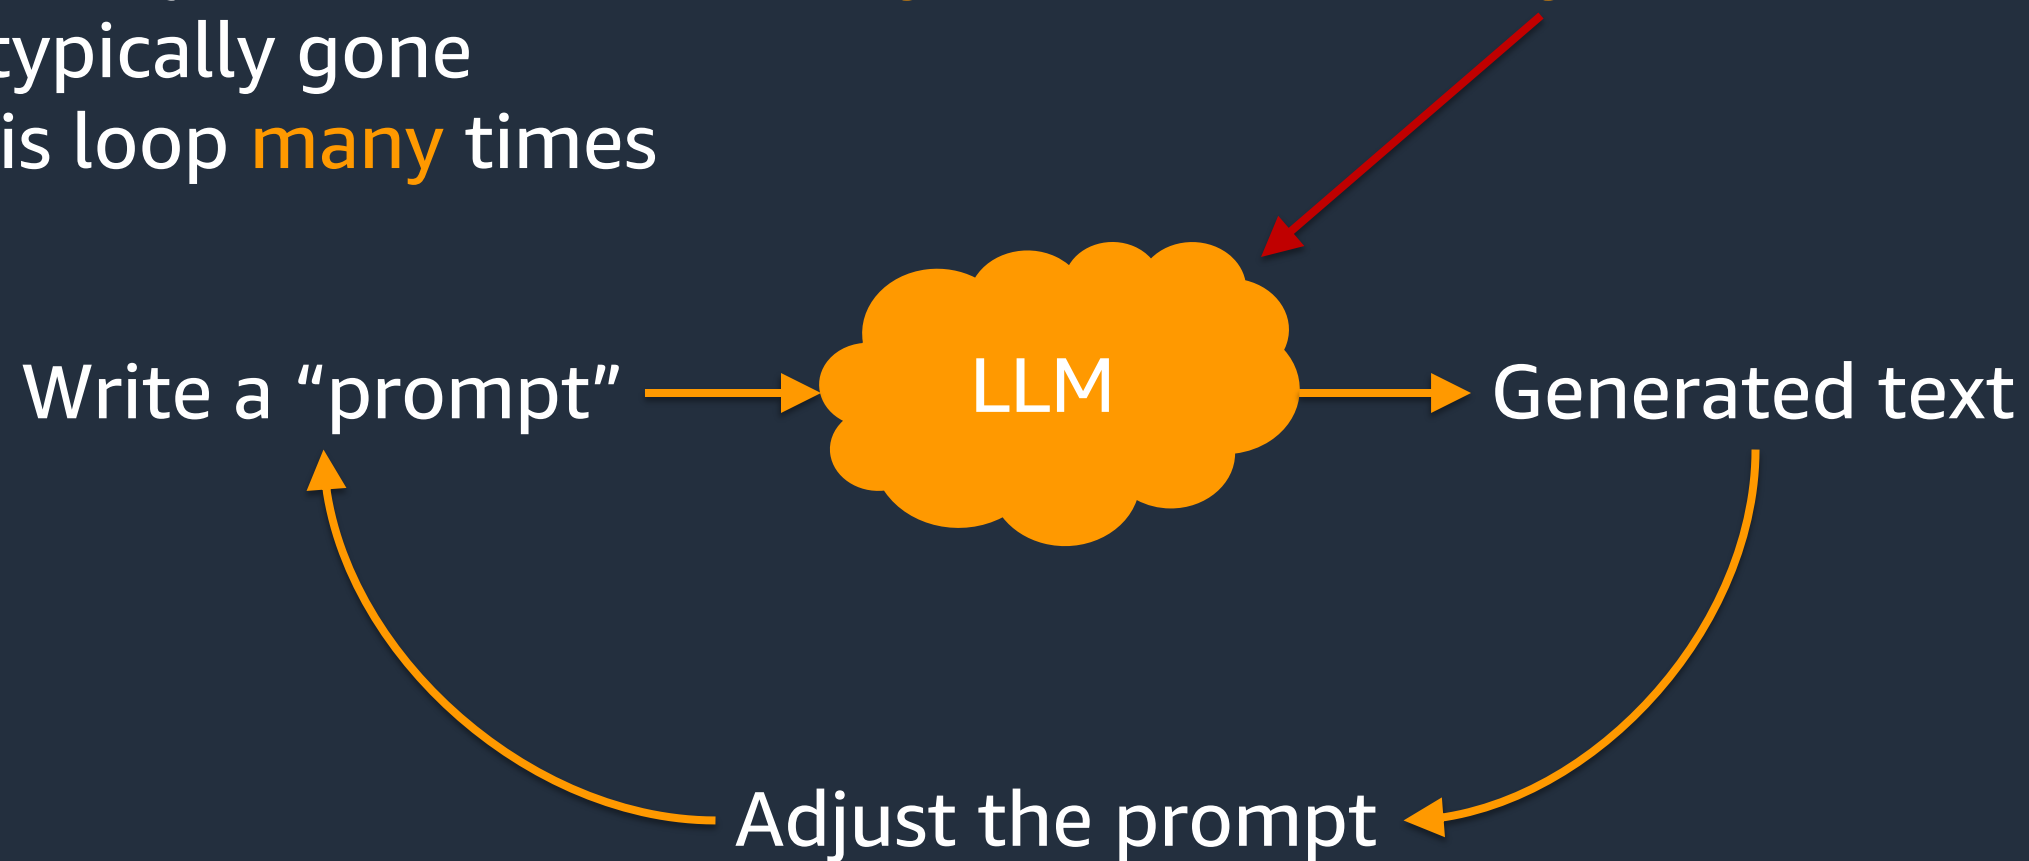 typically gone
is loop many times
Write a “prompt”
LLM
Generated text
Adjust the prompt